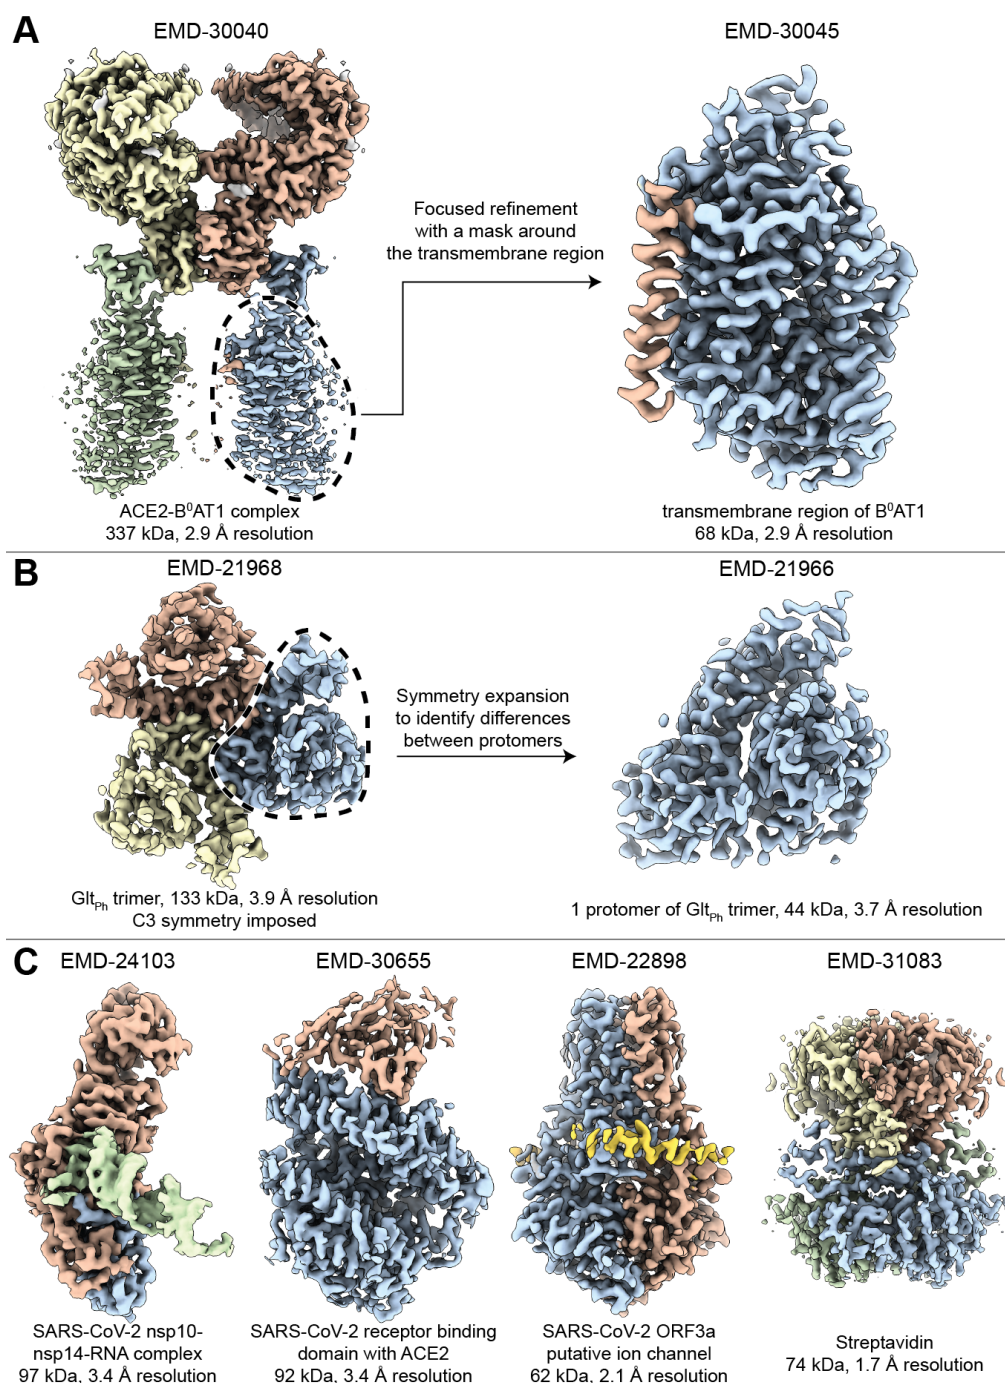 A
EMD-30040
EMD-30045
Focused refinement
with a mask around
the transmembrane region
ACE2-B⁰AT1 complex
337 kDa, 2.9 Å resolution
transmembrane region of B⁰AT1
68 kDa, 2.9 Å resolution
B
EMD-21968
EMD-21966
Symmetry expansion
to identify differences
between protomers
Glt_Ph trimer, 133 kDa, 3.9 Å resolution
C3 symmetry imposed
1 protomer of Glt_Ph trimer, 44 kDa, 3.7 Å resolution
C
EMD-24103
EMD-30655
EMD-22898
EMD-31083
SARS-CoV-2 nsp10-
nsp14-RNA complex
97 kDa, 3.4 Å resolution
SARS-CoV-2 receptor binding
domain with ACE2
92 kDa, 3.4 Å resolution
SARS-CoV-2 ORF3a
putative ion channel
62 kDa, 2.1 Å resolution
Streptavidin
74 kDa, 1.7 Å resolution